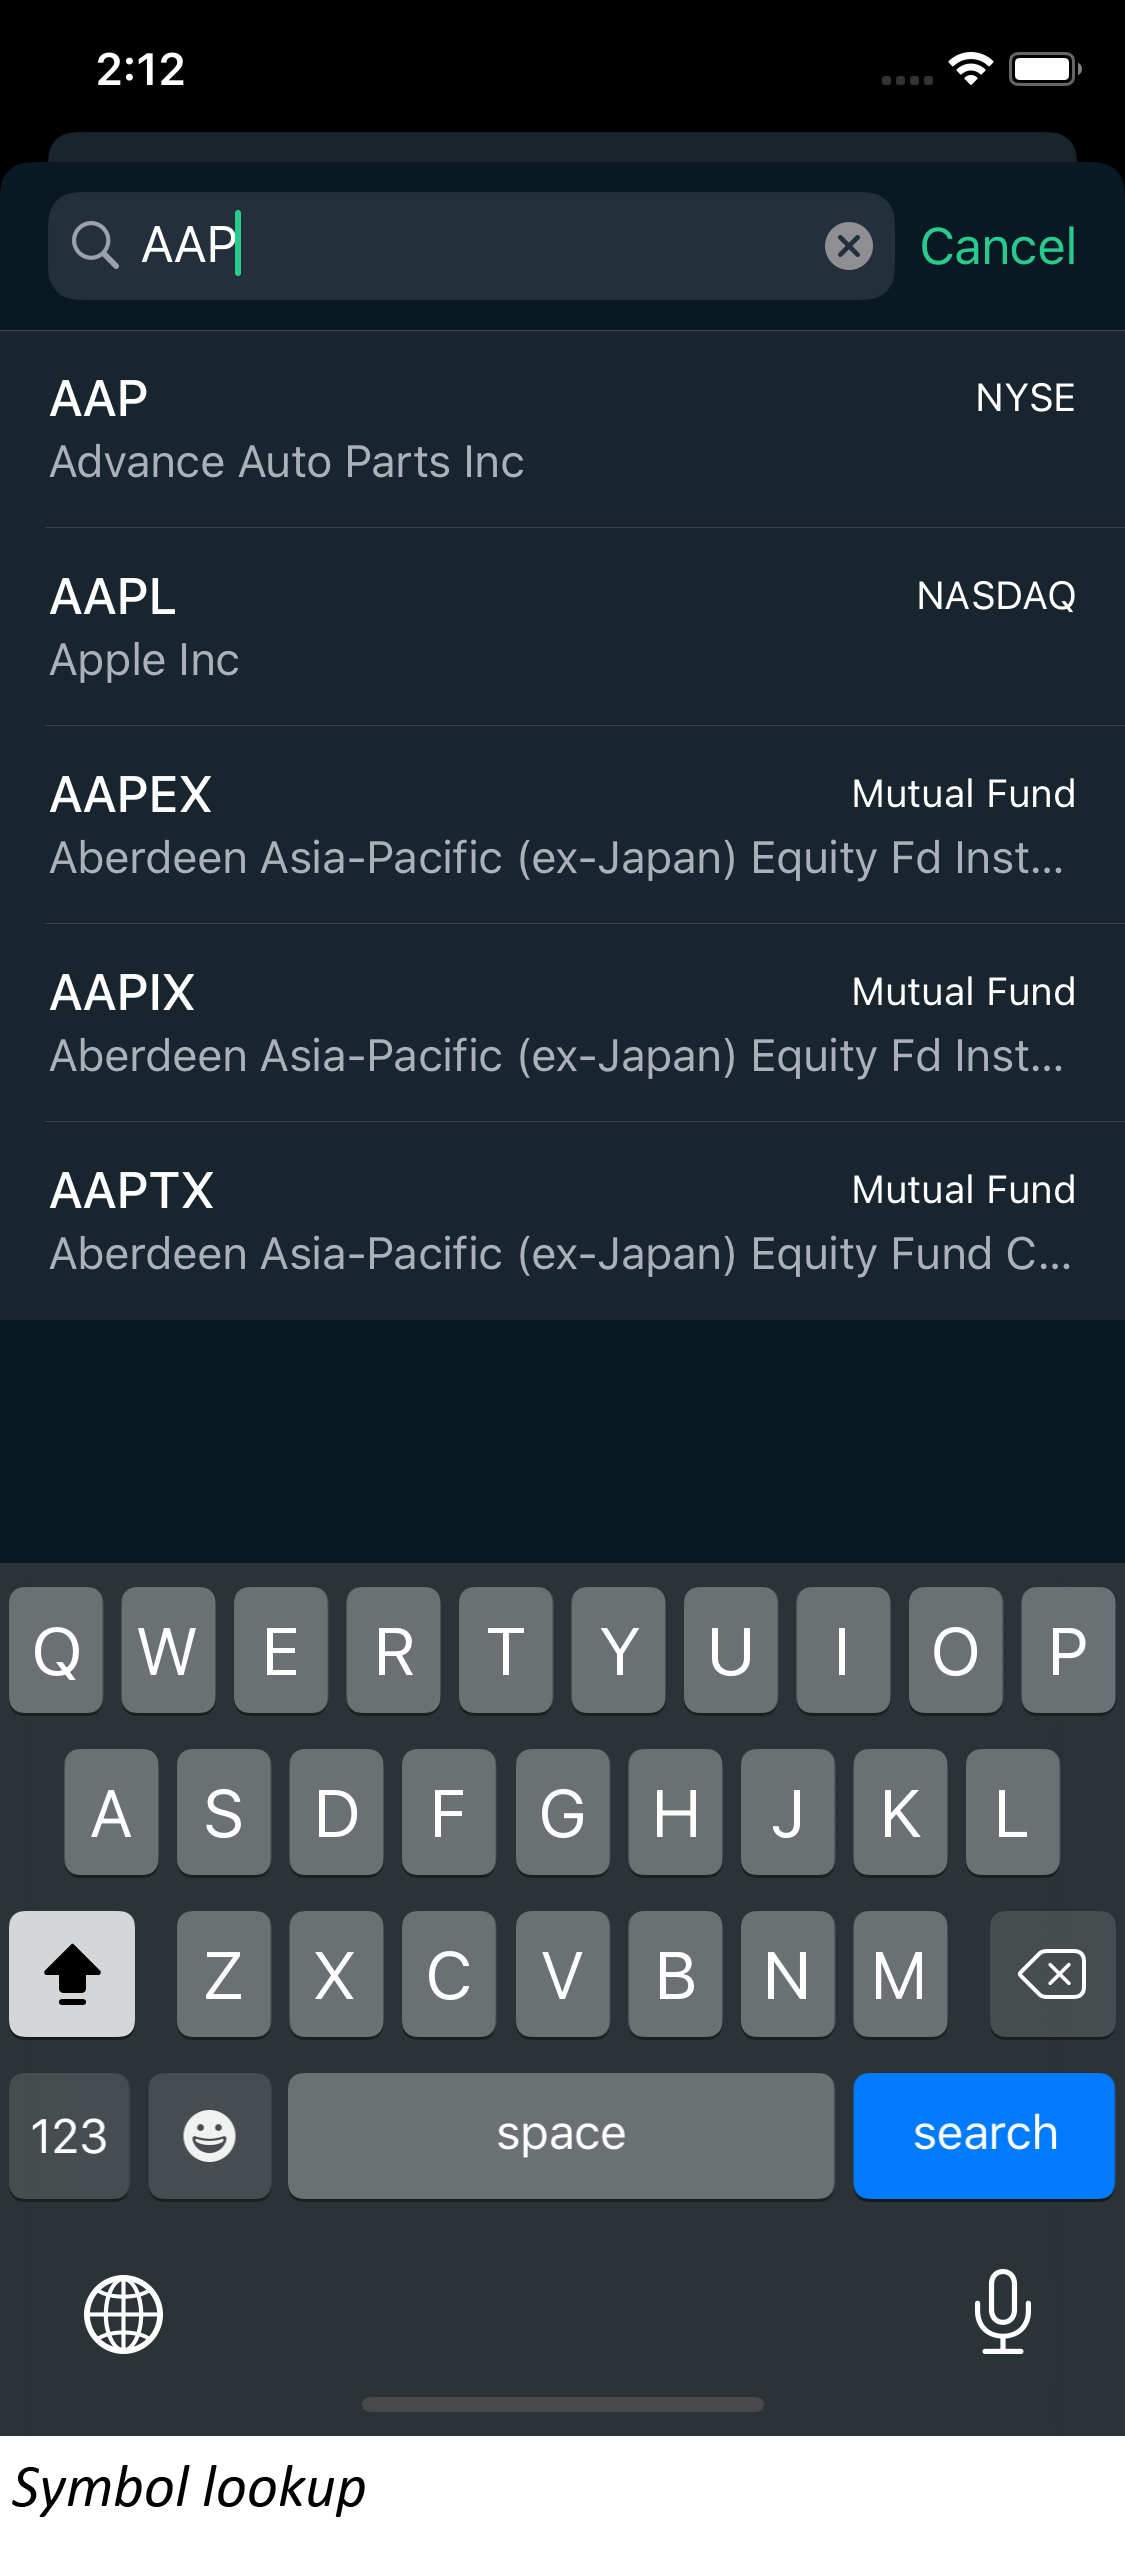 2:12
AAP
Cancel
AAP NYSE
Advance Auto Parts Inc
AAPL NASDAQ
Apple Inc
AAPEX Mutual Fund
Aberdeen Asia-Pacific (ex-Japan) Equity Fd Inst...
AAPIX Mutual Fund
Aberdeen Asia-Pacific (ex-Japan) Equity Fd Inst...
AAPTX Mutual Fund
Aberdeen Asia-Pacific (ex-Japan) Equity Fund C...
Q W E R T Y U I O P
A S D F G H J K L
Z X C V B N M
123 space search
Symbol lookup